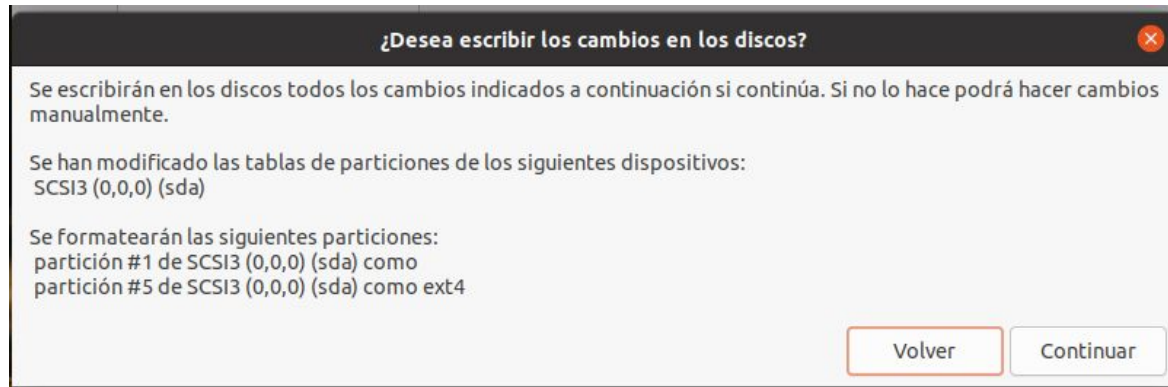 ¿Desea escribir los cambios en los discos?
Se escribirán en los discos todos los cambios indicados a continuación si continúa. Si no lo hace podrá hacer cambios
manualmente.
Se han modificado las tablas de particiones de los siguientes dispositivos:
SCSI3 (0,0,0) (sda)
Se formatearán las siguientes particiones:
partición #1 de SCSI3 (0,0,0) (sda) como
partición #5 de SCSI3 (0,0,0) (sda) como ext4
Volver
Continuar